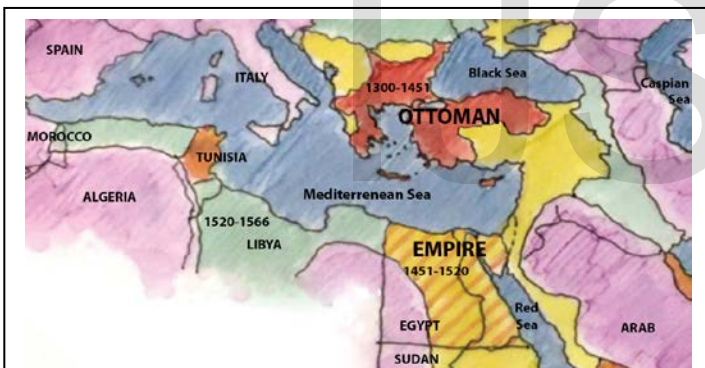 SPAIN
ITALY
Black Sea
Caspian
Sea
1300-1451
OTTOMAN
MOROCCO
TUNISIA
ALGERIA
Mediterrenean Sea
1520-1566
LIBYA
EMPIRE
1451-1520
Red
Sea
EGYPT
ARAB
SUDAN